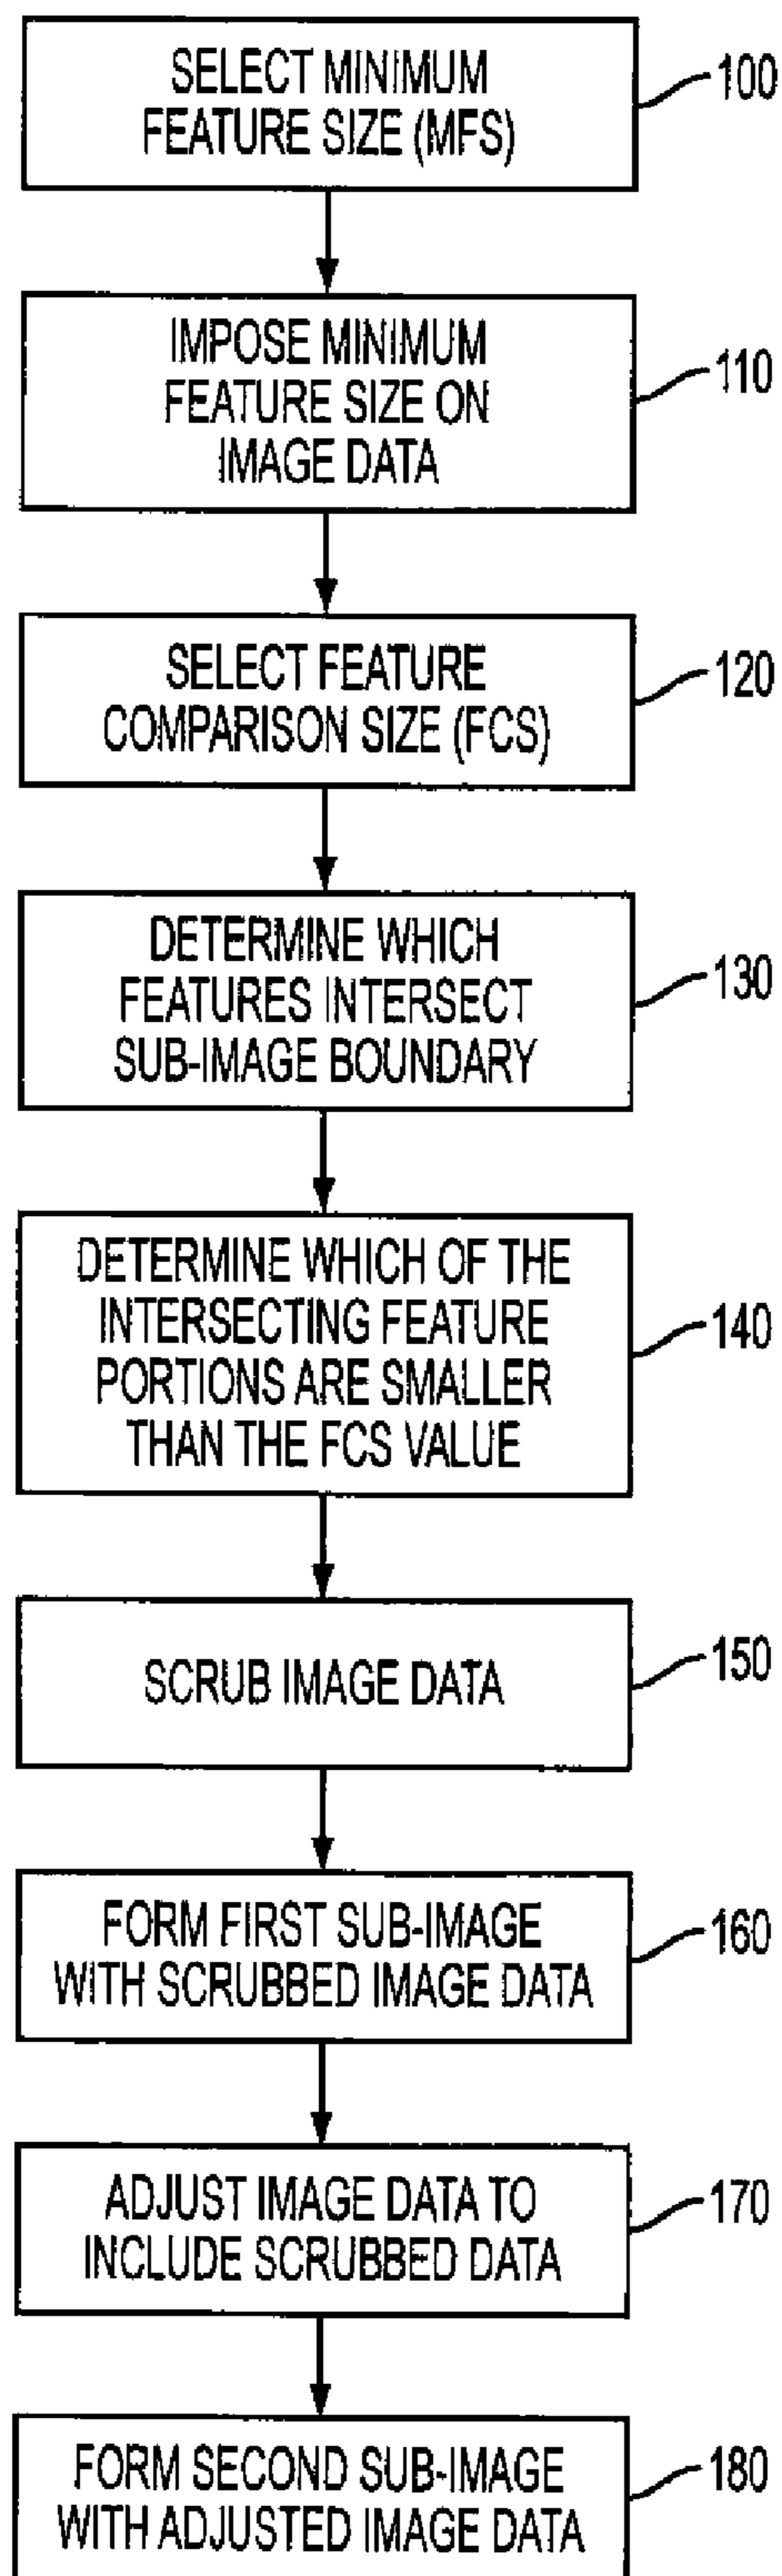 SELECT MINIMUM
FEATURE SIZE (MFS)
100
IMPOSE MINIMUM
FEATURE SIZE ON
IMAGE DATA
110
SELECT FEATURE
COMPARISON SIZE (FCS)
120
DETERMINE WHICH
FEATURES INTERSECT
SUB-IMAGE BOUNDARY
130
DETERMINE WHICH OF THE
INTERSECTING FEATURE
PORTIONS ARE SMALLER
THAN THE FCS VALUE
140
SCRUB IMAGE DATA
150
FORM FIRST SUB-IMAGE
WITH SCRUBBED IMAGE DATA
160
ADJUST IMAGE DATA TO
INCLUDE SCRUBBED DATA
170
FORM SECOND SUB-IMAGE
WITH ADJUSTED IMAGE DATA
180